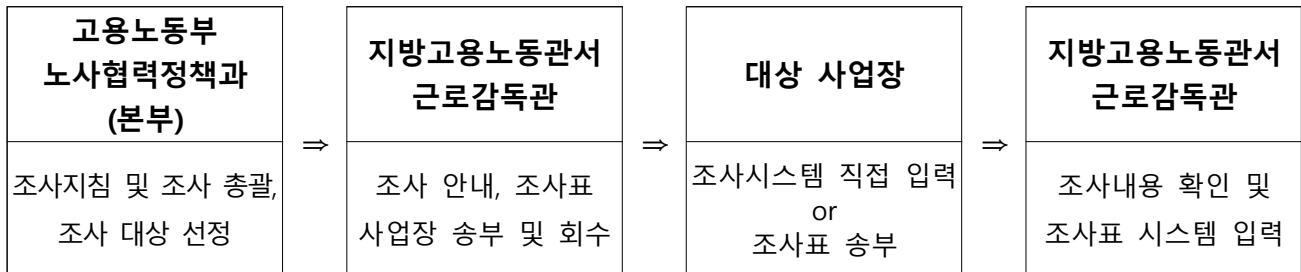 고용노동부
노사협력정책과
(본부)
조사지침 및 조사 총괄,
조사 대상 선정
⇒
지방고용노동관서
근로감독관
조사 안내, 조사표
사업장 송부 및 회수
⇒
대상 사업장
조사시스템 직접 입력
or
조사표 송부
⇒
지방고용노동관서
근로감독관
조사내용 확인 및
조사표 시스템 입력